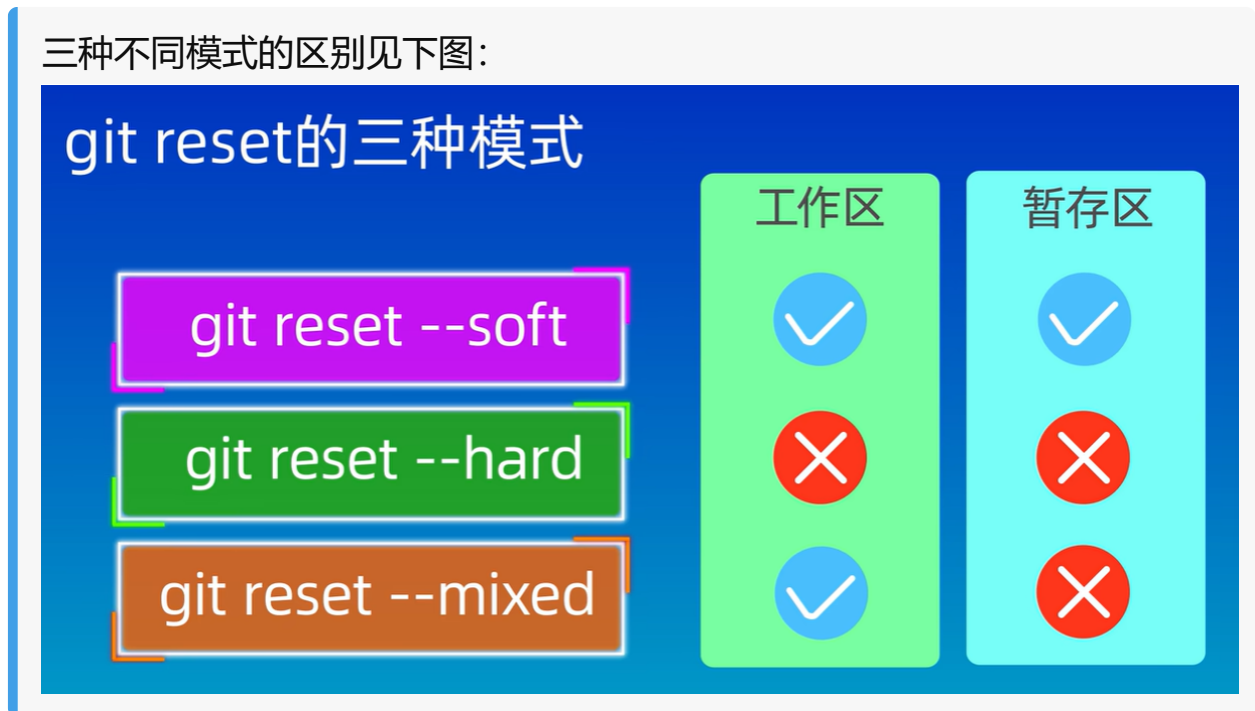 三种不同模式的区别见下图：
git reset的三种模式
工作区
暂存区
git reset --soft
git reset --hard
git reset --mixed